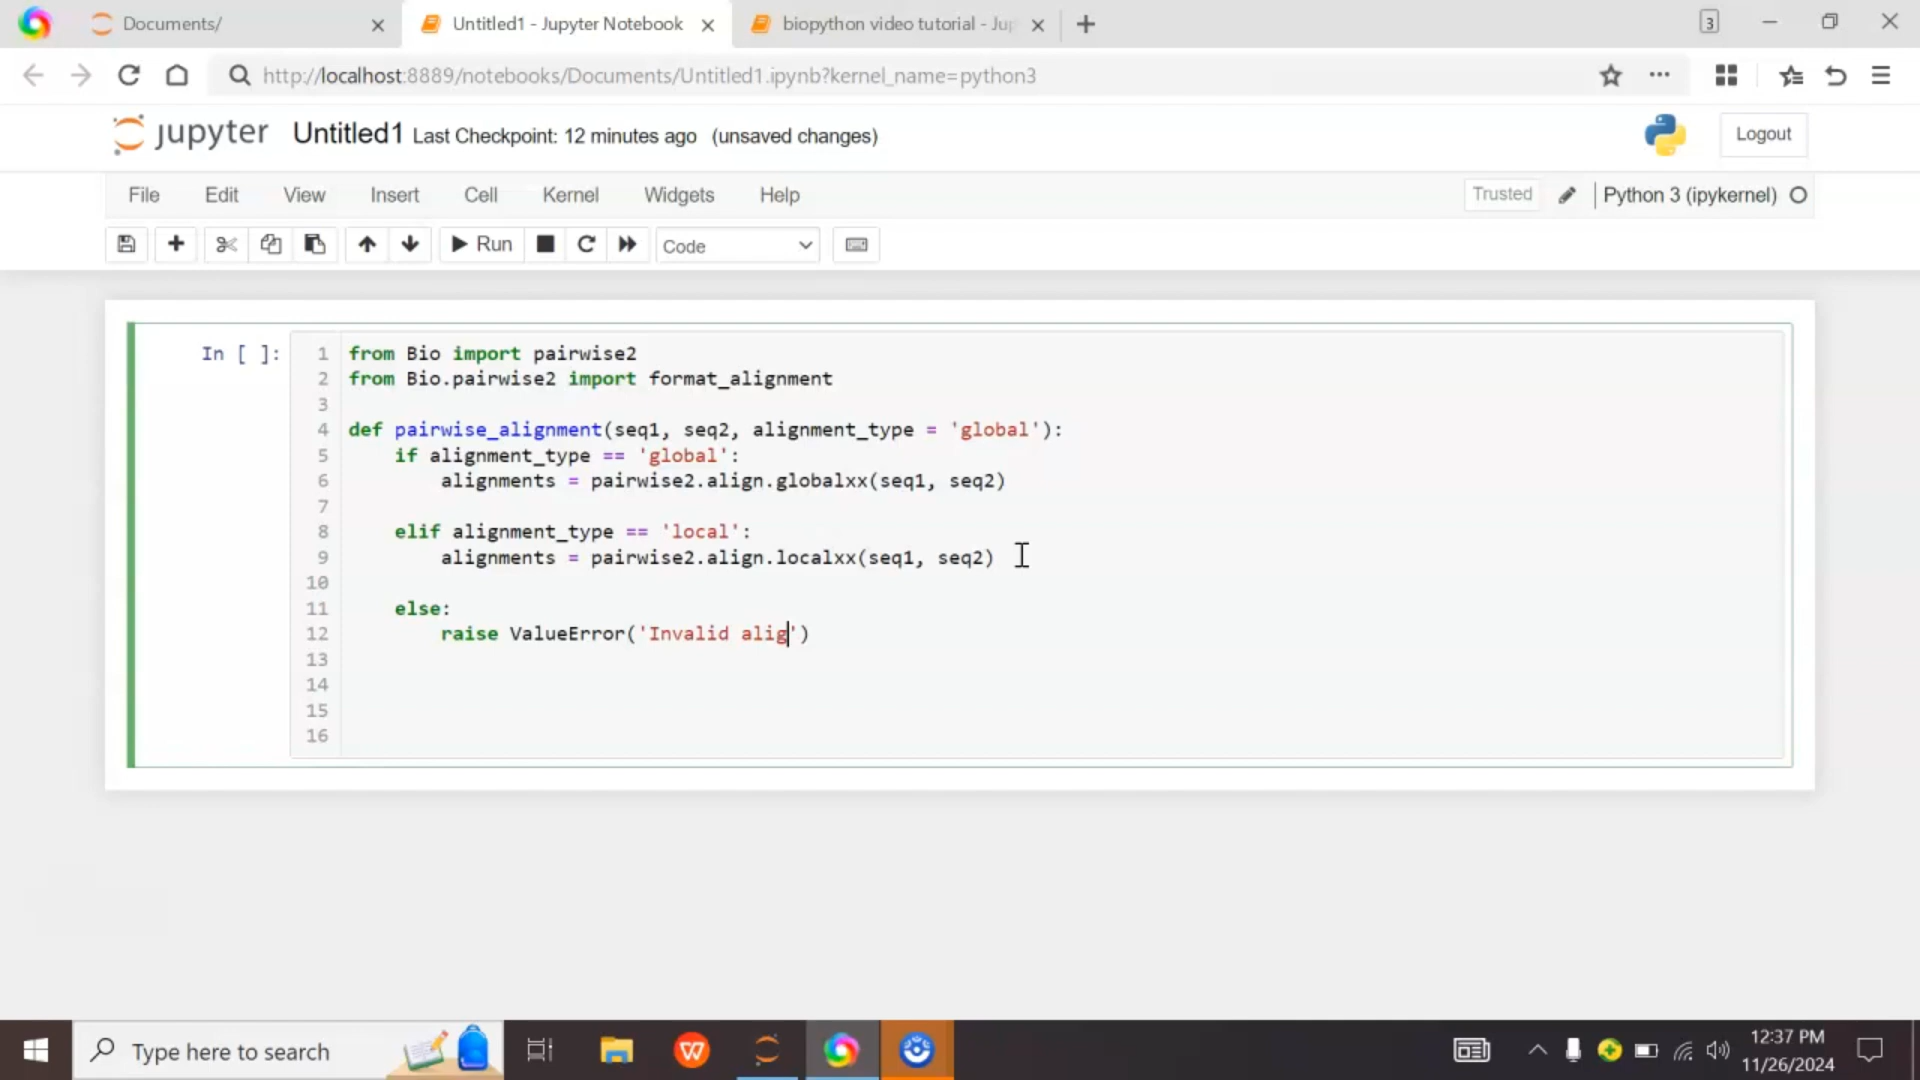 Documents/
Untitled1 - Jupyter Notebook
biopython video tutorial - Ju
3
http://localhost:8889/notebooks/Documents/Untitled1.ipynb?kernel_name=python3
jupyter Untitled1 Last Checkpoint: 12 minutes ago (unsaved changes)
Logout
File Edit View Insert Cell Kernel Widgets Help
Trusted Python 3 (ipykernel)
Run Code
In [ ]:
1 from Bio import pairwise2
2 from Bio.pairwise2 import format_alignment
3
4 def pairwise_alignment(seq1, seq2, alignment_type = 'global'):
5 if alignment_type == 'global':
6 alignments = pairwise2.align.globalxx(seq1, seq2)
7
8 elif alignment_type == 'local':
9 alignments = pairwise2.align.localxx(seq1, seq2)
10
11 else:
12 raise ValueError('Invalid alig')
13
14
15
16
Type here to search
12:37 PM
11/26/2024